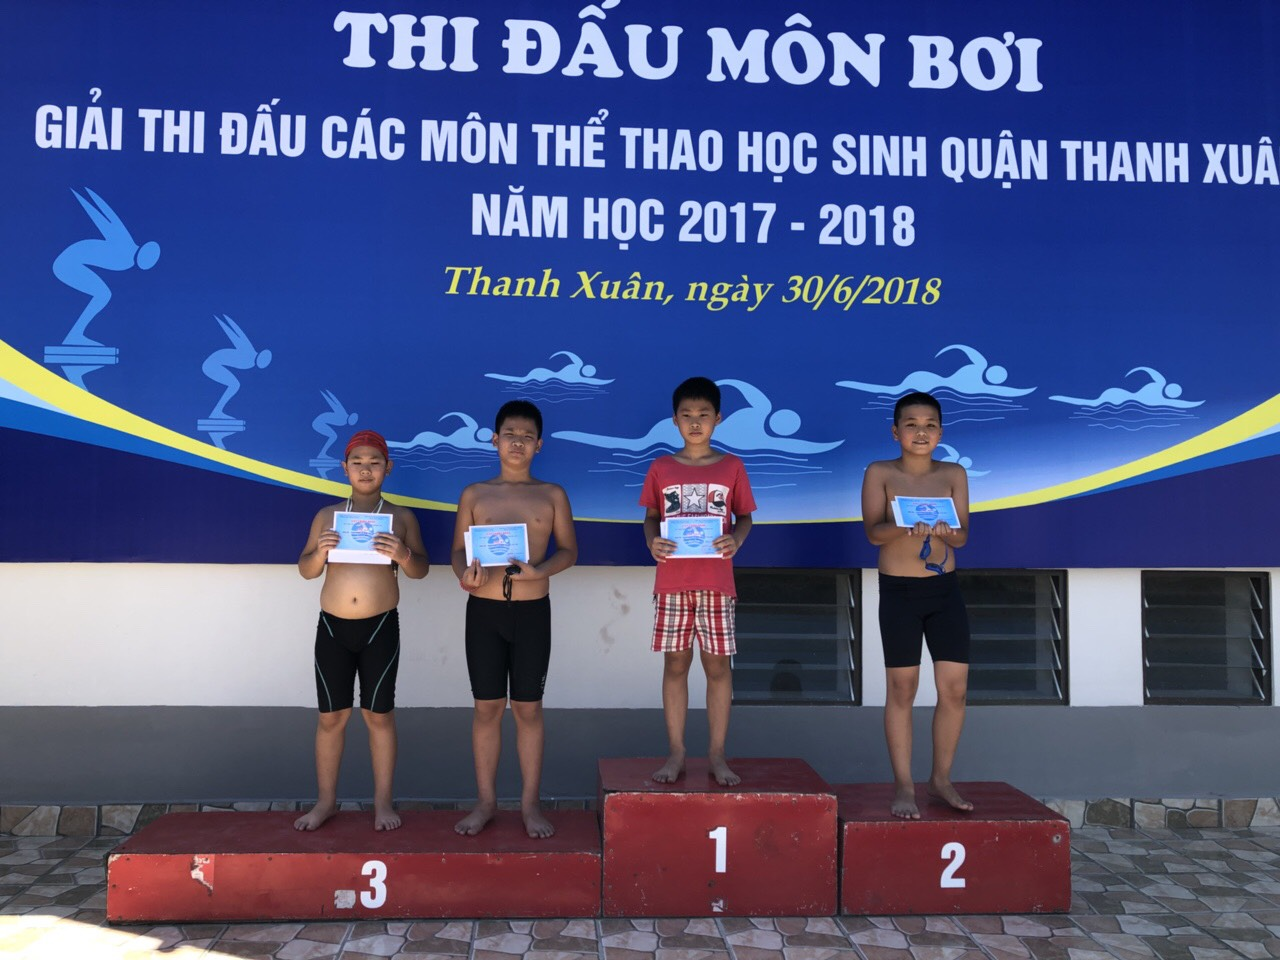 THI ĐẤU MÔN BƠI
GIẢI THI ĐẤU CÁC MÔN THỂ THAO HỌC SINH QUẬN THANH XUÂ
NĂM HỌC 2017 - 2018
Thanh Xuân, ngày 30/6/2018
3
1
2